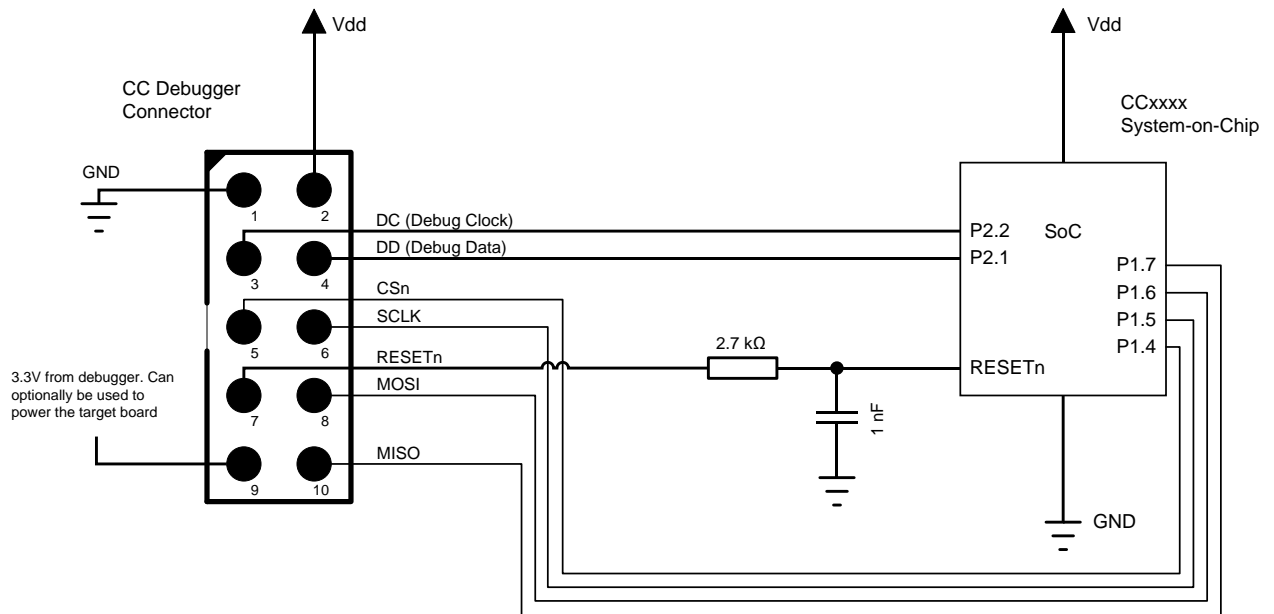 Vdd
Vdd
CC Debugger
Connector
CCxxxx
System-on-Chip
GND
1
2
DC (Debug Clock)
P2.2
SoC
DD (Debug Data)
P2.1
3
4
P1.7
CSn
P1.6
SCLK
P1.5
5
6
2.7 kΩ
P1.4
RESETn
RESETn
3.3V from debugger. Can
optionally be used to
power the target board
MOSI
7
8
1 nF
MISO
9
10
GND